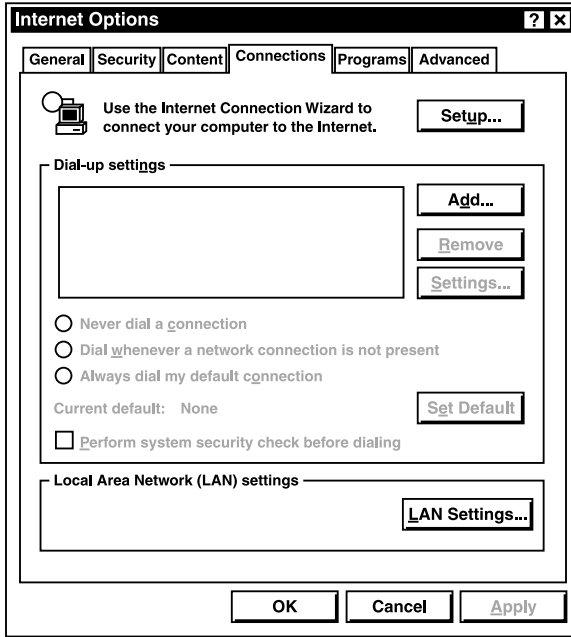 Internet Options ? ×
General Security Content Connections Programs Advanced
Use the Internet Connection Wizard to
connect your computer to the Internet.
Setup...
Dial-up settings
Add...
Remove
Settings...
Never dial a connection
Dial whenever a network connection is not present
Always dial my default connection
Current default: None
Set Default
Perform system security check before dialing
Local Area Network (LAN) settings
LAN Settings...
OK Cancel Apply